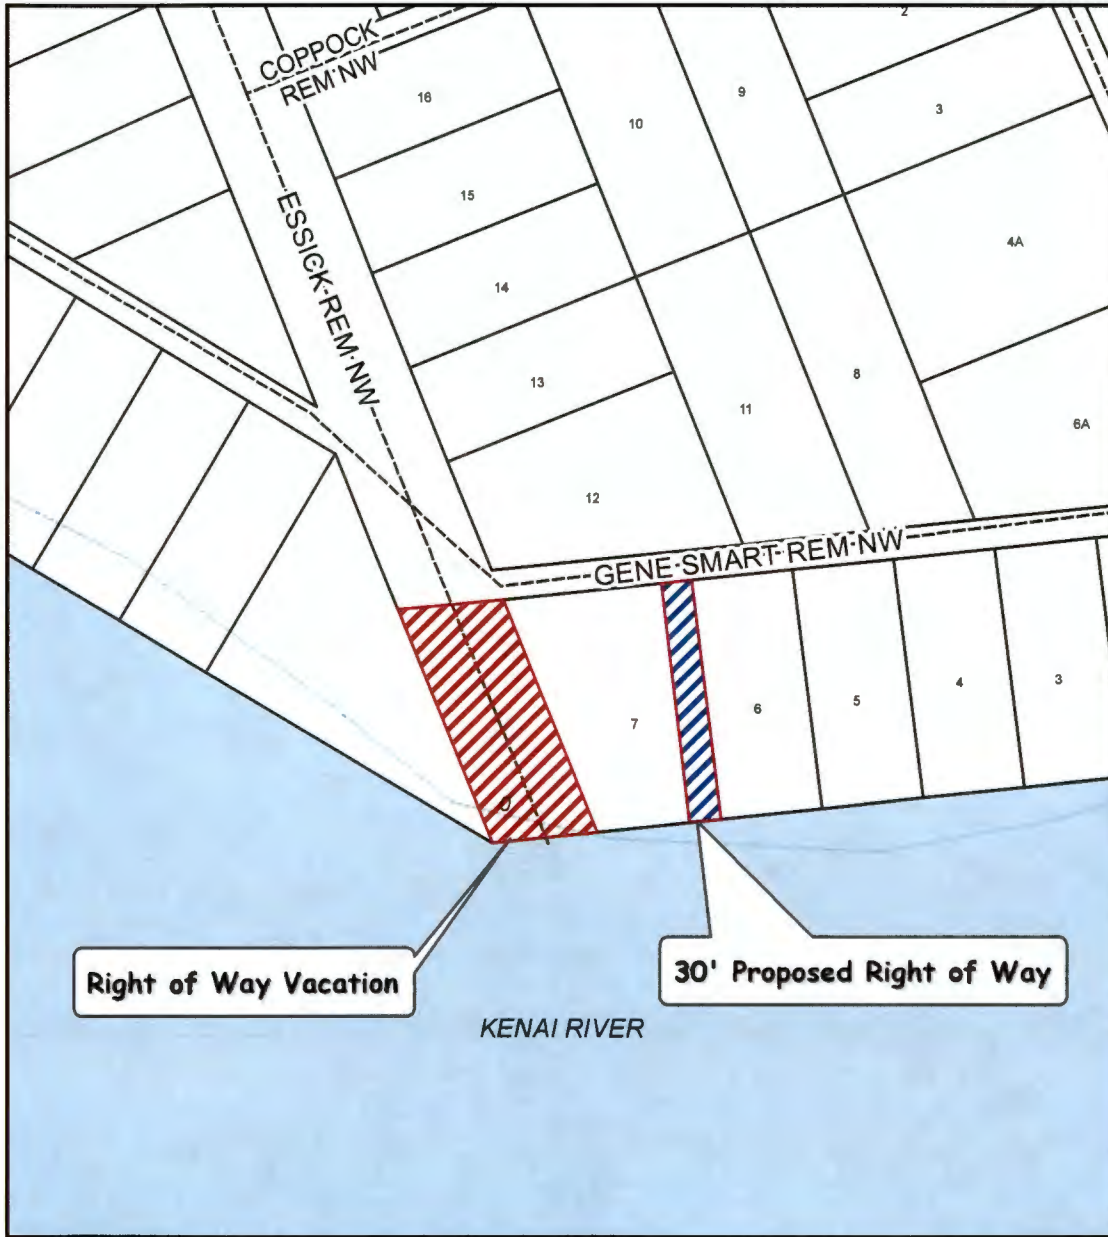 2
COPPOCK
REM NW
16
10
9
3
15
ESSICK REM NW
14
4A
13
11
8
6A
12
GENE SMART REM NW
7
6
5
4
3
Right of Way Vacation
30' Proposed Right of Way
KENAI RIVER